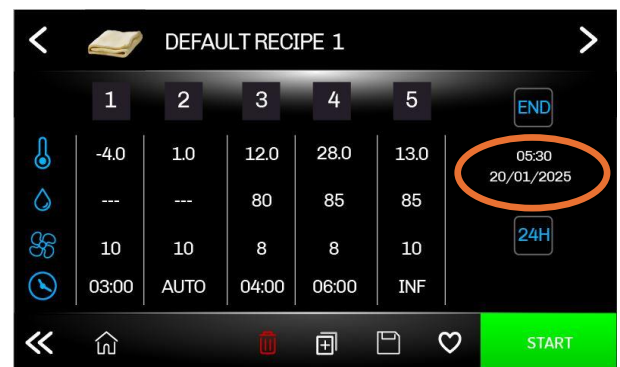 DEFAULT RECIPE 1
1 2 3 4 5 END
-4.0 1.0 12.0 28.0 13.0 05:30
20/01/2025
--- --- 80 85 85
10 10 8 8 10 24H
03:00 AUTO 04:00 06:00 INF
START